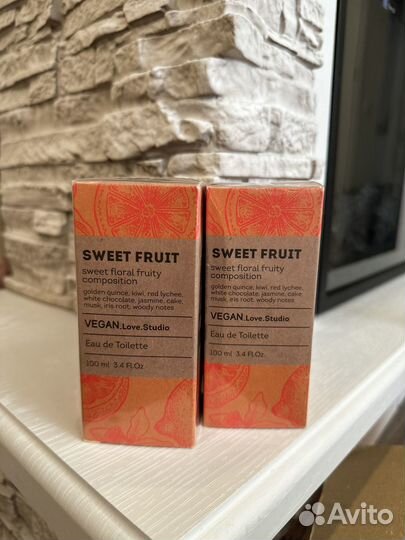 SWEET FRUIT
sweet floral fruity
composition
golden quince, kiwi, red lychee,
white chocolate, jasmine, cake,
musk, iris root, woody notes
VEGAN.Love.Studio
Eau de Toilette
100 ml 3.4 Fl.Oz
SWEET FRUIT
sweet floral fruity
composition
golden quince, kiwi, red lychee,
white chocolate, jasmine, cake,
musk, iris root, woody notes
VEGAN.Love.Studio
Eau de Toilette
100 ml 3.4 Fl.Oz
Avito